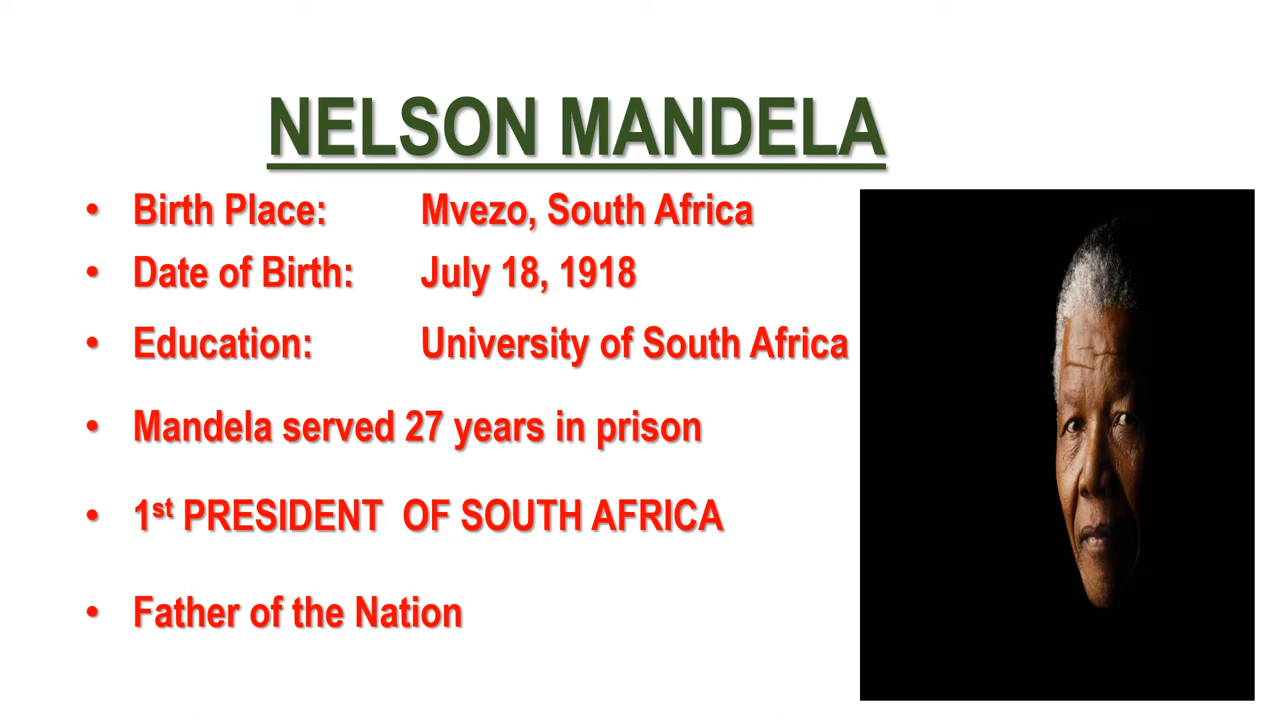 NELSON MANDELA
• Birth Place: Mvezo, South Africa
• Date of Birth: July 18, 1918
• Education: University of South Africa
• Mandela served 27 years in prison
• 1st PRESIDENT OF SOUTH AFRICA
• Father of the Nation